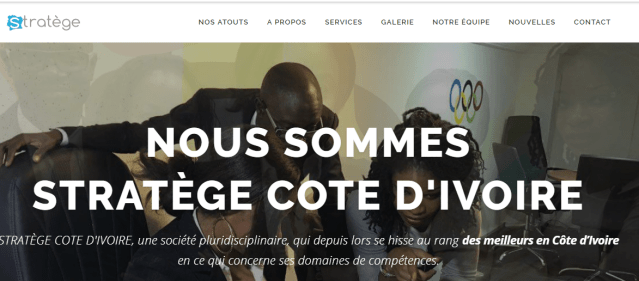 stratège
NOS ATOUTS A PROPOS SERVICES GALERIE NOTRE ÉQUIPE NOUVELLES CONTACT
NOUS SOMMES
STRATÈGE COTE D'IVOIRE
STRATÈGE COTE D'IVOIRE, une société pluridisciplinaire, qui depuis lors se hisse au rang des meilleurs en Côte d'Ivoire
en ce qui concerne ses domaines de compétences.